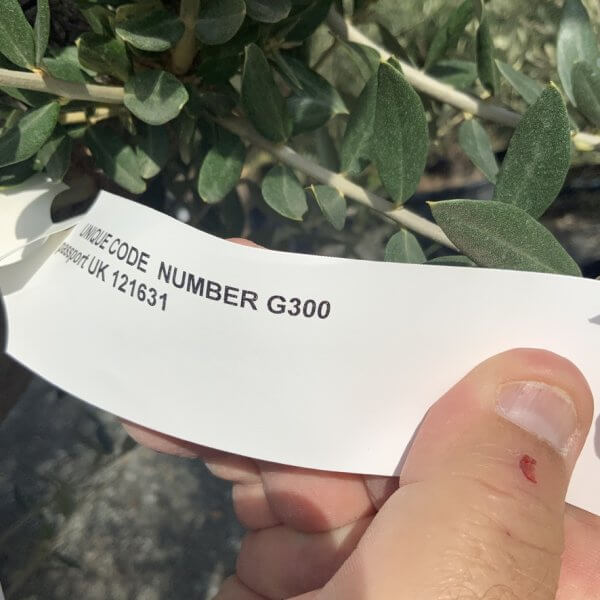 UNIQUE CODE NUMBER G300
passport UK 121631